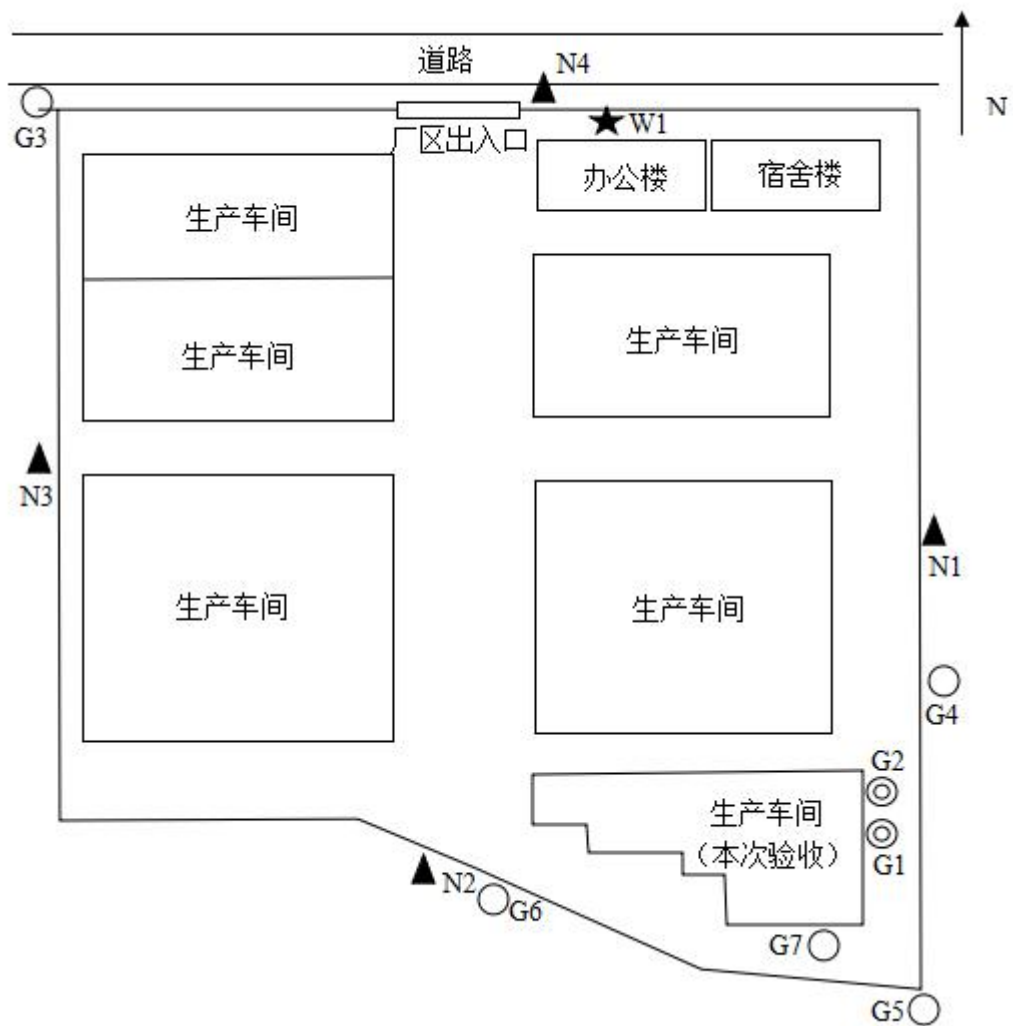 道路
N4
N
G3
W1
厂区出入口
办公楼
宿舍楼
生产车间
生产车间
生产车间
N3
N1
生产车间
生产车间
G4
G2
生产车间
（本次验收）
G1
N2
G6
G7
G5